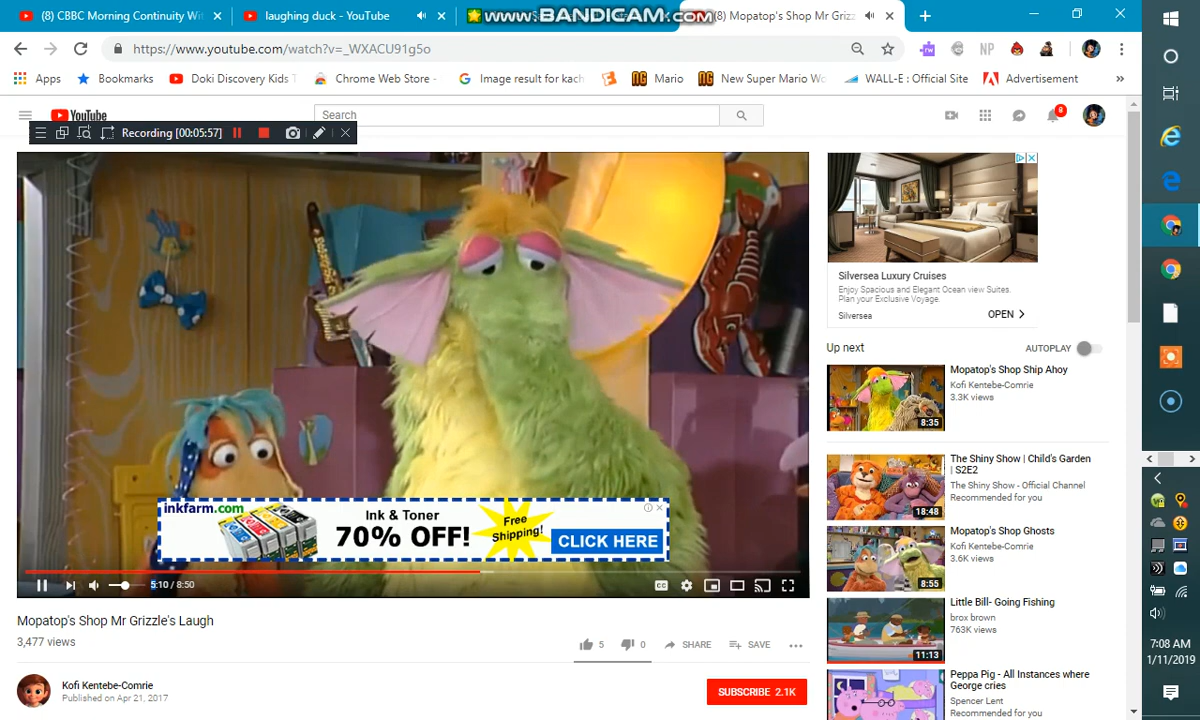 (8) CBBC Morning Continuity Wit
laughing duck - YouTube
WWW.BANDICAM.COM
(8) Mopatop's Shop Mr Grizz
https://www.youtube.com/watch?v=_WXACU91g5o
Apps
Bookmarks
Doki Discovery Kids T
Chrome Web Store -
Image result for kach
Mario
New Super Mario Wo
WALL-E : Official Site
Advertisement
»
YouTube
Search
8
Recording [00:05:57]
inkfarm.com
Ink & Toner
70% OFF!
Free
Shipping!
CLICK HERE
5:10 / 8:50
CC
Mopatop's Shop Mr Grizzle's Laugh
3,477 views
5
0
SHARE
SAVE
Kofi Kentebe-Comrie
Published on Apr 21, 2017
SUBSCRIBE 2.1K
Silversea Luxury Cruises
Enjoy Spacious and Elegant Ocean view Suites.
Plan your Exclusive Voyage.
Silversea
OPEN
Up next
AUTOPLAY
Mopatop's Shop Ship Ahoy
Kofi Kentebe-Comrie
3.3K views
8:35
The Shiny Show | Child's Garden
| S2E2
The Shiny Show - Official Channel
Recommended for you
18:48
Mopatop's Shop Ghosts
Kofi Kentebe-Comrie
3.6K views
8:55
Little Bill- Going Fishing
brox brown
763K views
11:13
Peppa Pig - All Instances where
George cries
Spencer Lent
Recommended for you
7:08 AM
1/11/2019